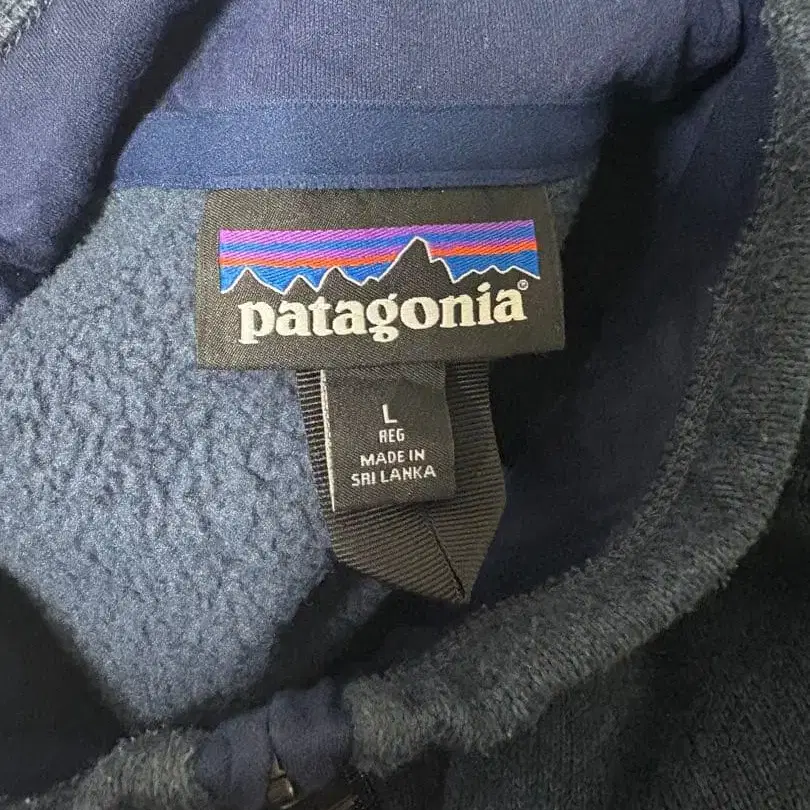 patagonia®
L
REG
MADE IN
SRI LANKA